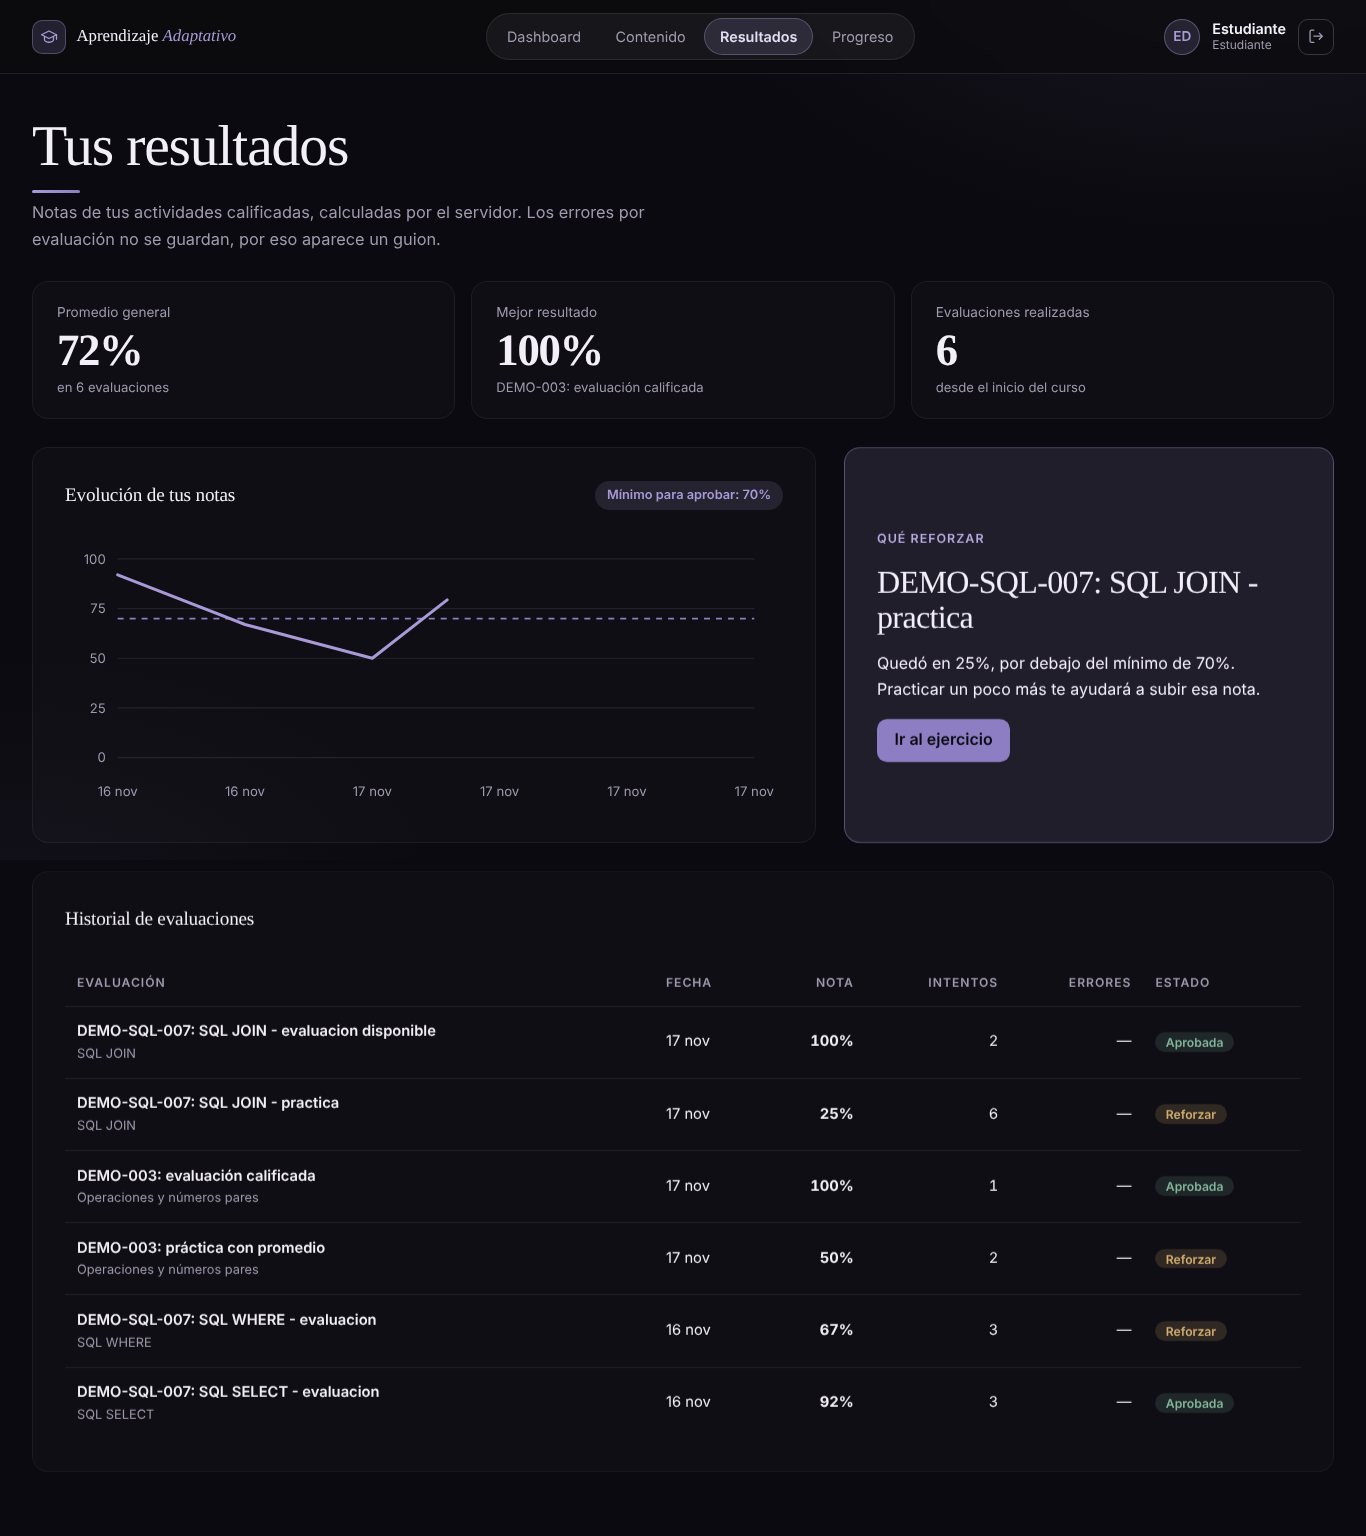 Aprendizaje Adaptativo
Dashboard Contenido Resultados Progreso
ED Estudiante
Estudiante
Tus resultados
Notas de tus actividades calificadas, calculadas por el servidor. Los errores por
evaluación no se guardan, por eso aparece un guion.
Promedio general
72%
en 6 evaluaciones
Mejor resultado
100%
DEMO-003: evaluación calificada
Evaluaciones realizadas
6
desde el inicio del curso
Evolución de tus notas
Mínimo para aprobar: 70%
100
75
50
25
0
16 nov 16 nov 17 nov 17 nov 17 nov 17 nov
QUÉ REFORZAR
DEMO-SQL-007: SQL JOIN -
practica
Quedó en 25%, por debajo del mínimo de 70%.
Practicar un poco más te ayudará a subir esa nota.
Ir al ejercicio
Historial de evaluaciones
EVALUACIÓN FECHA NOTA INTENTOS ERRORES ESTADO
DEMO-SQL-007: SQL JOIN - evaluacion disponible
SQL JOIN
17 nov 100% 2 — Aprobada
DEMO-SQL-007: SQL JOIN - practica
SQL JOIN
17 nov 25% 6 — Reforzar
DEMO-003: evaluación calificada
Operaciones y números pares
17 nov 100% 1 — Aprobada
DEMO-003: práctica con promedio
Operaciones y números pares
17 nov 50% 2 — Reforzar
DEMO-SQL-007: SQL WHERE - evaluacion
SQL WHERE
16 nov 67% 3 — Reforzar
DEMO-SQL-007: SQL SELECT - evaluacion
SQL SELECT
16 nov 92% 3 — Aprobada